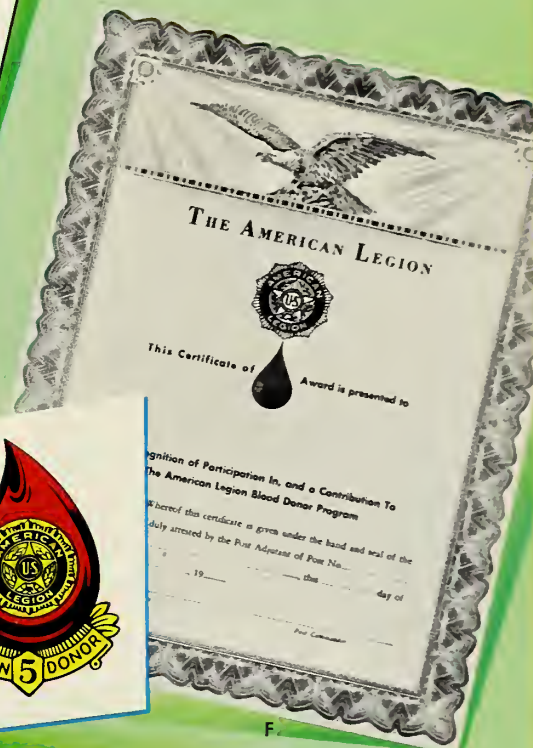 THE AMERICAN LEGION
AMERICAN
US
LEGION
This Certificate of Award is presented to
gnition of Participation In, and a Contribution To
The American Legion Blood Donor Program
Whereof this certificate is given under the hand and seal of the
duly attested by the Post Adjutant of Post No.
19 , this day of
Post Commander
AMERICAN
US
LEGION
N 5 DONOR
F.